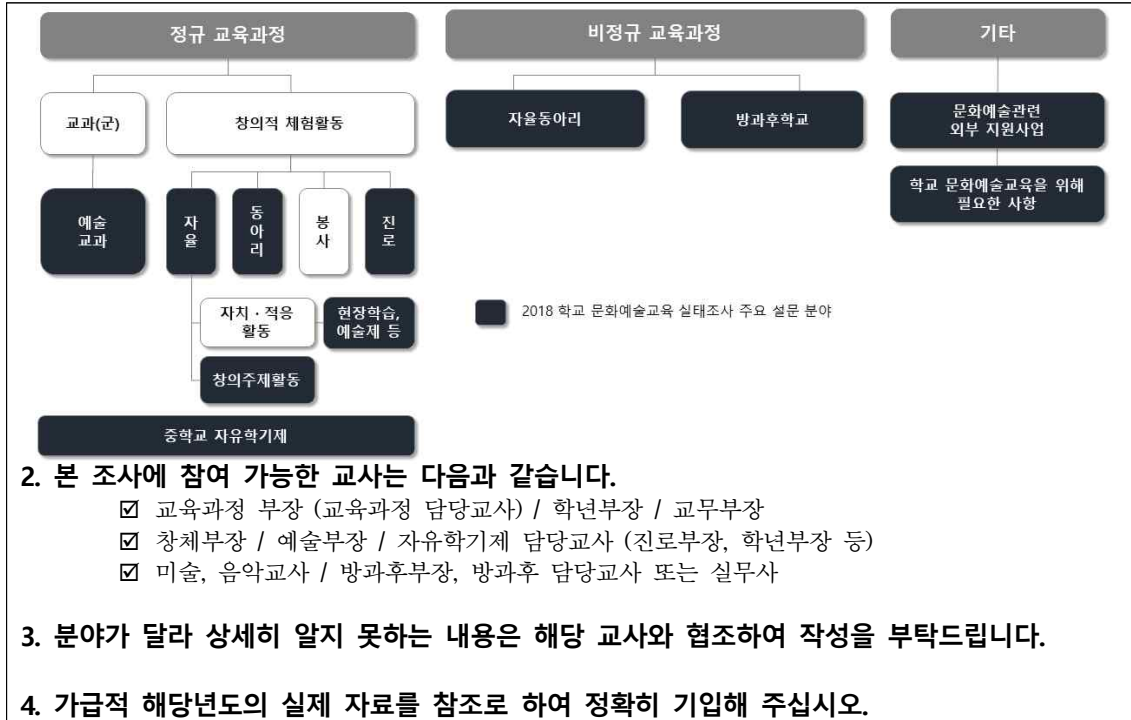 정규 교육과정
비정규 교육과정
기타
교과(군)
창의적 체험활동
자율동아리
방과후학교
문화예술관련
외부 지원사업
학교 문화예술교육을 위해
필요한 사항
예술
교과
자율
동아리
봉사
진로
자치·적응
활동
현장학습,
예술제 등
창의주제활동
2018 학교 문화예술교육 실태조사 주요 설문 분야
중학교 자유학기제
2. 본 조사에 참여 가능한 교사는 다음과 같습니다.
☑ 교육과정 부장 (교육과정 담당교사) / 학년부장 / 교무부장
☑ 창체부장 / 예술부장 / 자유학기제 담당교사 (진로부장, 학년부장 등)
☑ 미술, 음악교사 / 방과후부장, 방과후 담당교사 또는 실무사
3. 분야가 달라 상세히 알지 못하는 내용은 해당 교사와 협조하여 작성을 부탁드립니다.
4. 가급적 해당년도의 실제 자료를 참조로 하여 정확히 기입해 주십시오.